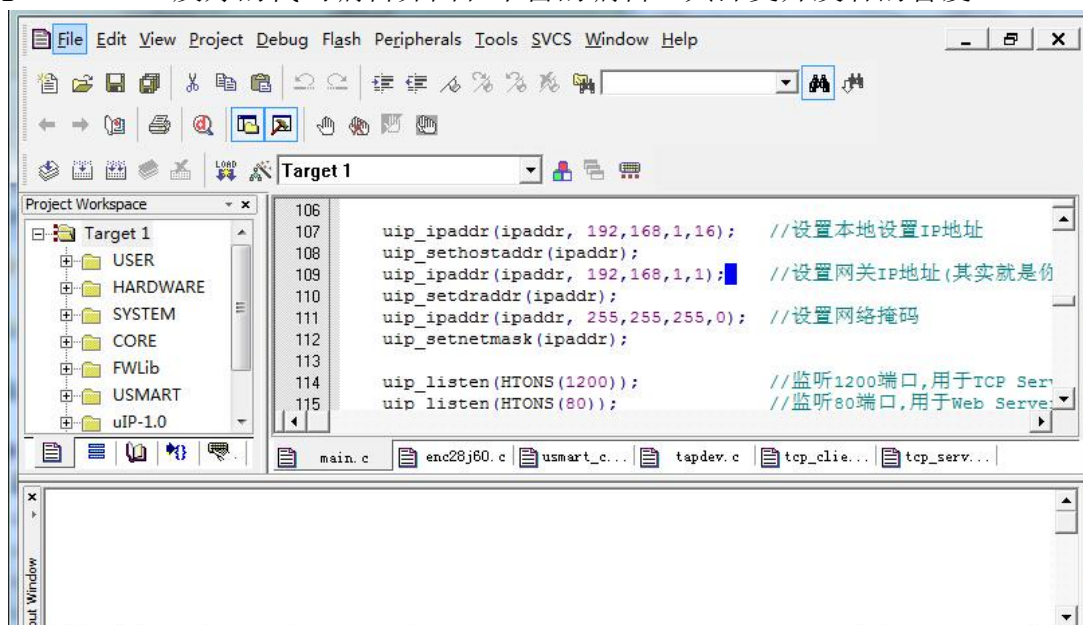 File Edit View Project Debug Flash Peripherals Tools SVCS Window Help
LOAD
Target 1
Project Workspace
Target 1
USER
HARDWARE
SYSTEM
CORE
FWLib
USMART
uIP-1.0
106
107 uip_ipaddr(ipaddr, 192,168,1,16); //设置本地设置IP地址
108 uip_sethostaddr(ipaddr);
109 uip_ipaddr(ipaddr, 192,168,1,1); //设置网关IP地址(其实就是你
110 uip_setdraddr(ipaddr);
111 uip_ipaddr(ipaddr, 255,255,255,0); //设置网络掩码
112 uip_setnetmask(ipaddr);
113
114 uip_listen(HTONS(1200)); //监听1200端口,用于TCP Ser
115 uip_listen(HTONS(80)); //监听80端口,用于Web Serve
main.c enc28j60.c usmart_c... tapdev.c tcp_clie... tcp_serv...
out Window